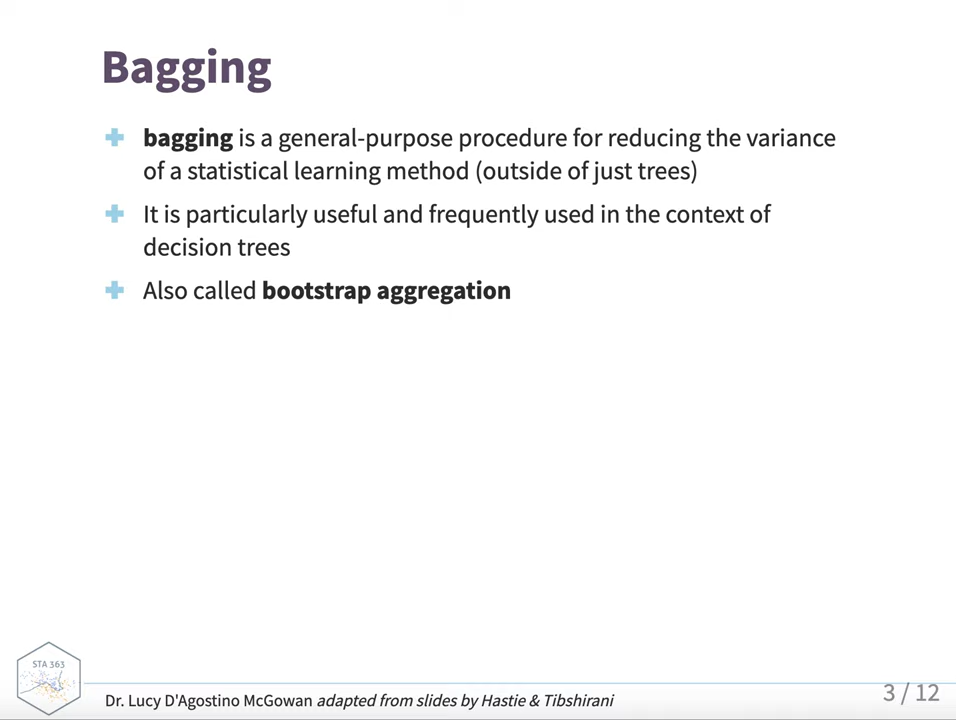 Bagging
bagging is a general-purpose procedure for reducing the variance
of a statistical learning method (outside of just trees)
It is particularly useful and frequently used in the context of
decision trees
Also called bootstrap aggregation
STA 363
Dr. Lucy D'Agostino McGowan adapted from slides by Hastie & Tibshirani
3 / 12